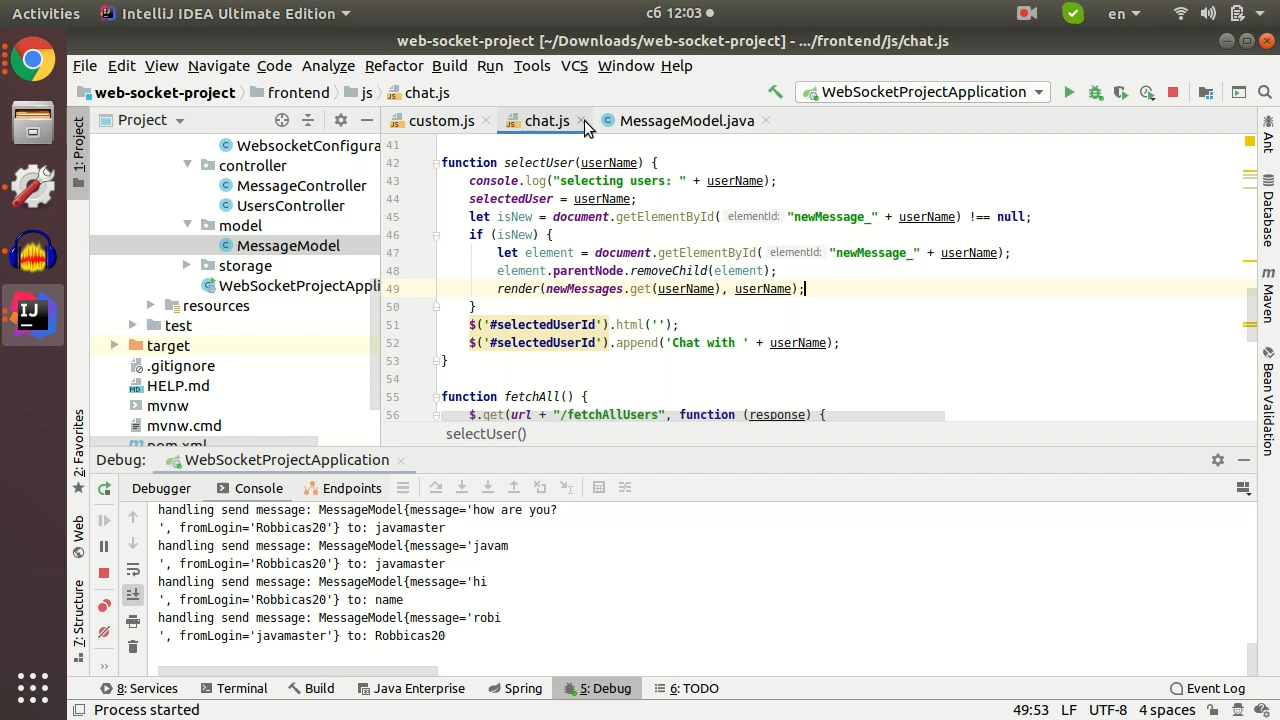 Activities IntelliJ IDEA Ultimate Edition сб 12:03 en
web-socket-project [~/Downloads/web-socket-project] - .../frontend/js/chat.js
File Edit View Navigate Code Analyze Refactor Build Run Tools VCS Window Help
web-socket-project frontend js chat.js WebSocketProjectApplication
1: Project
Project
custom.js chat.js MessageModel.java
Ant
Database
Maven
Bean Validation
WebsocketConfigura
controller
MessageController
UsersController
model
MessageModel
storage
WebSocketProjectAppli
resources
test
target
.gitignore
HELP.md
mvnw
mvnw.cmd
pom.xml
41
42 function selectUser(userName) {
43 console.log("selecting users: " + userName);
44 selectedUser = userName;
45 let isNew = document.getElementById( elementId: "newMessage_" + userName) !== null;
46 if (isNew) {
47 let element = document.getElementById( elementId: "newMessage_" + userName);
48 element.parentNode.removeChild(element);
49 render(newMessages.get(userName), userName);
50 }
51 $('#selectedUserId').html('');
52 $('#selectedUserId').append('Chat with ' + userName);
53 }
54
55 function fetchAll() {
56 $.get(url + "/fetchAllUsers", function (response) {
selectUser()
2: Favorites
Web
7: Structure
Debug: WebSocketProjectApplication
Debugger Console Endpoints
handling send message: MessageModel{message='how are you?
', fromLogin='Robbicas20'} to: javamaster
handling send message: MessageModel{message='javam
', fromLogin='Robbicas20'} to: javamaster
handling send message: MessageModel{message='hi
', fromLogin='Robbicas20'} to: name
handling send message: MessageModel{message='robi
', fromLogin='javamaster'} to: Robbicas20
8: Services Terminal Build Java Enterprise Spring 5: Debug 6: TODO Event Log
Process started 49:53 LF UTF-8 4 spaces